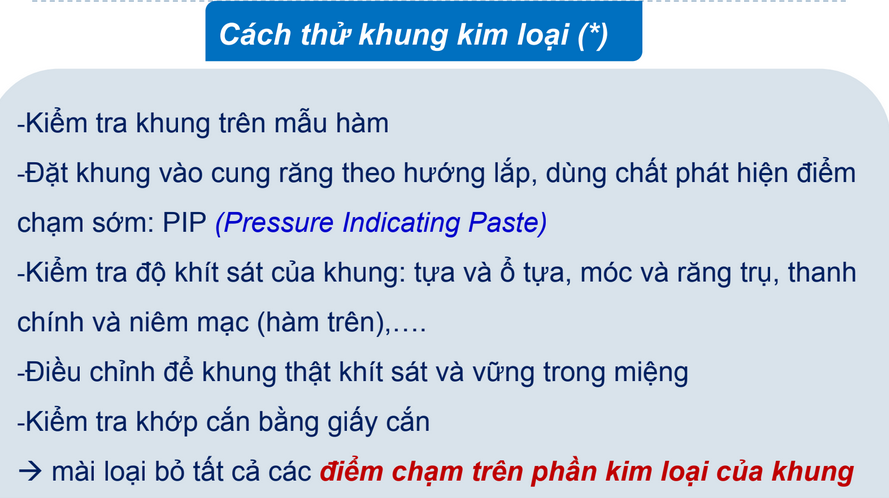 Cách thử khung kim loại (*)
-Kiểm tra khung trên mẫu hàm
-Đặt khung vào cung răng theo hướng lắp, dùng chất phát hiện điểm
chạm sớm: PIP (Pressure Indicating Paste)
-Kiểm tra độ khít sát của khung: tựa và ổ tựa, móc và răng trụ, thanh
chính và niêm mạc (hàm trên),….
-Điều chỉnh để khung thật khít sát và vững trong miệng
-Kiểm tra khớp cắn bằng giấy cắn
→ mài loại bỏ tất cả các điểm chạm trên phần kim loại của khung